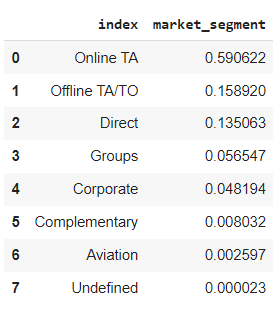 index market_segment
0 Online TA 0.590622
1 Offline TA/TO 0.158920
2 Direct 0.135063
3 Groups 0.056547
4 Corporate 0.048194
5 Complementary 0.008032
6 Aviation 0.002597
7 Undefined 0.000023